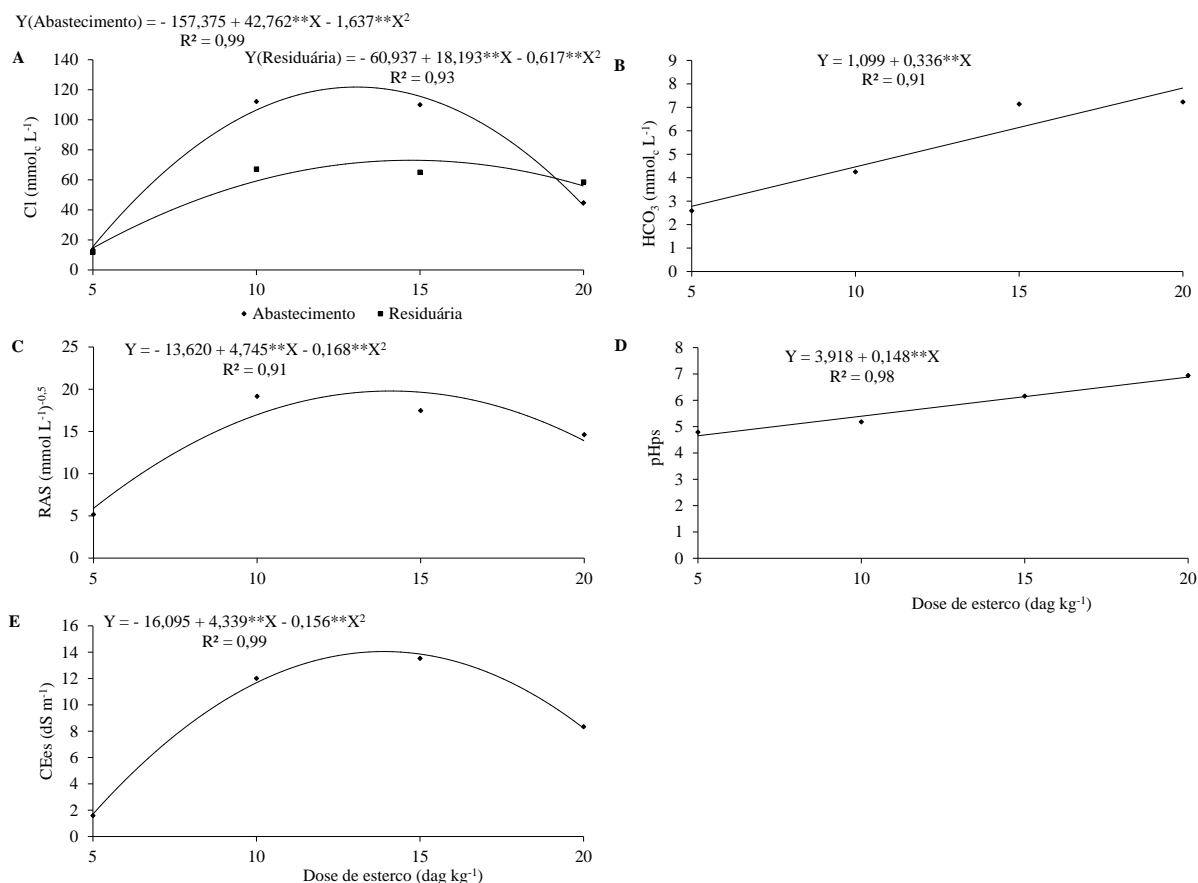 Y(Abastecimento) = - 157,375 + 42,762**X - 1,637**X²
R² = 0,99
A
Y(Residuária) = - 60,937 + 18,193**X - 0,617**X²
R² = 0,93
140
120
100
80
60
40
20
0
Cl (mmol_c L⁻¹)
5 10 15 20
Abastecimento Residuária
B
Y = 1,099 + 0,336**X
R² = 0,91
9
8
7
6
5
4
3
2
1
0
HCO₃ (mmol_c L⁻¹)
5 10 15 20
C
Y = - 13,620 + 4,745**X - 0,168**X²
R² = 0,91
25
20
15
10
5
0
RAS (mmol L⁻¹)⁻⁰·⁵
5 10 15 20
D
Y = 3,918 + 0,148**X
R² = 0,98
8
7
6
5
4
3
2
1
0
pHps
5 10 15 20
Dose de esterco (dag kg⁻¹)
E
Y = - 16,095 + 4,339**X - 0,156**X²
R² = 0,99
16
14
12
10
8
6
4
2
0
CEes (dS m⁻¹)
5 10 15 20
Dose de esterco (dag kg⁻¹)